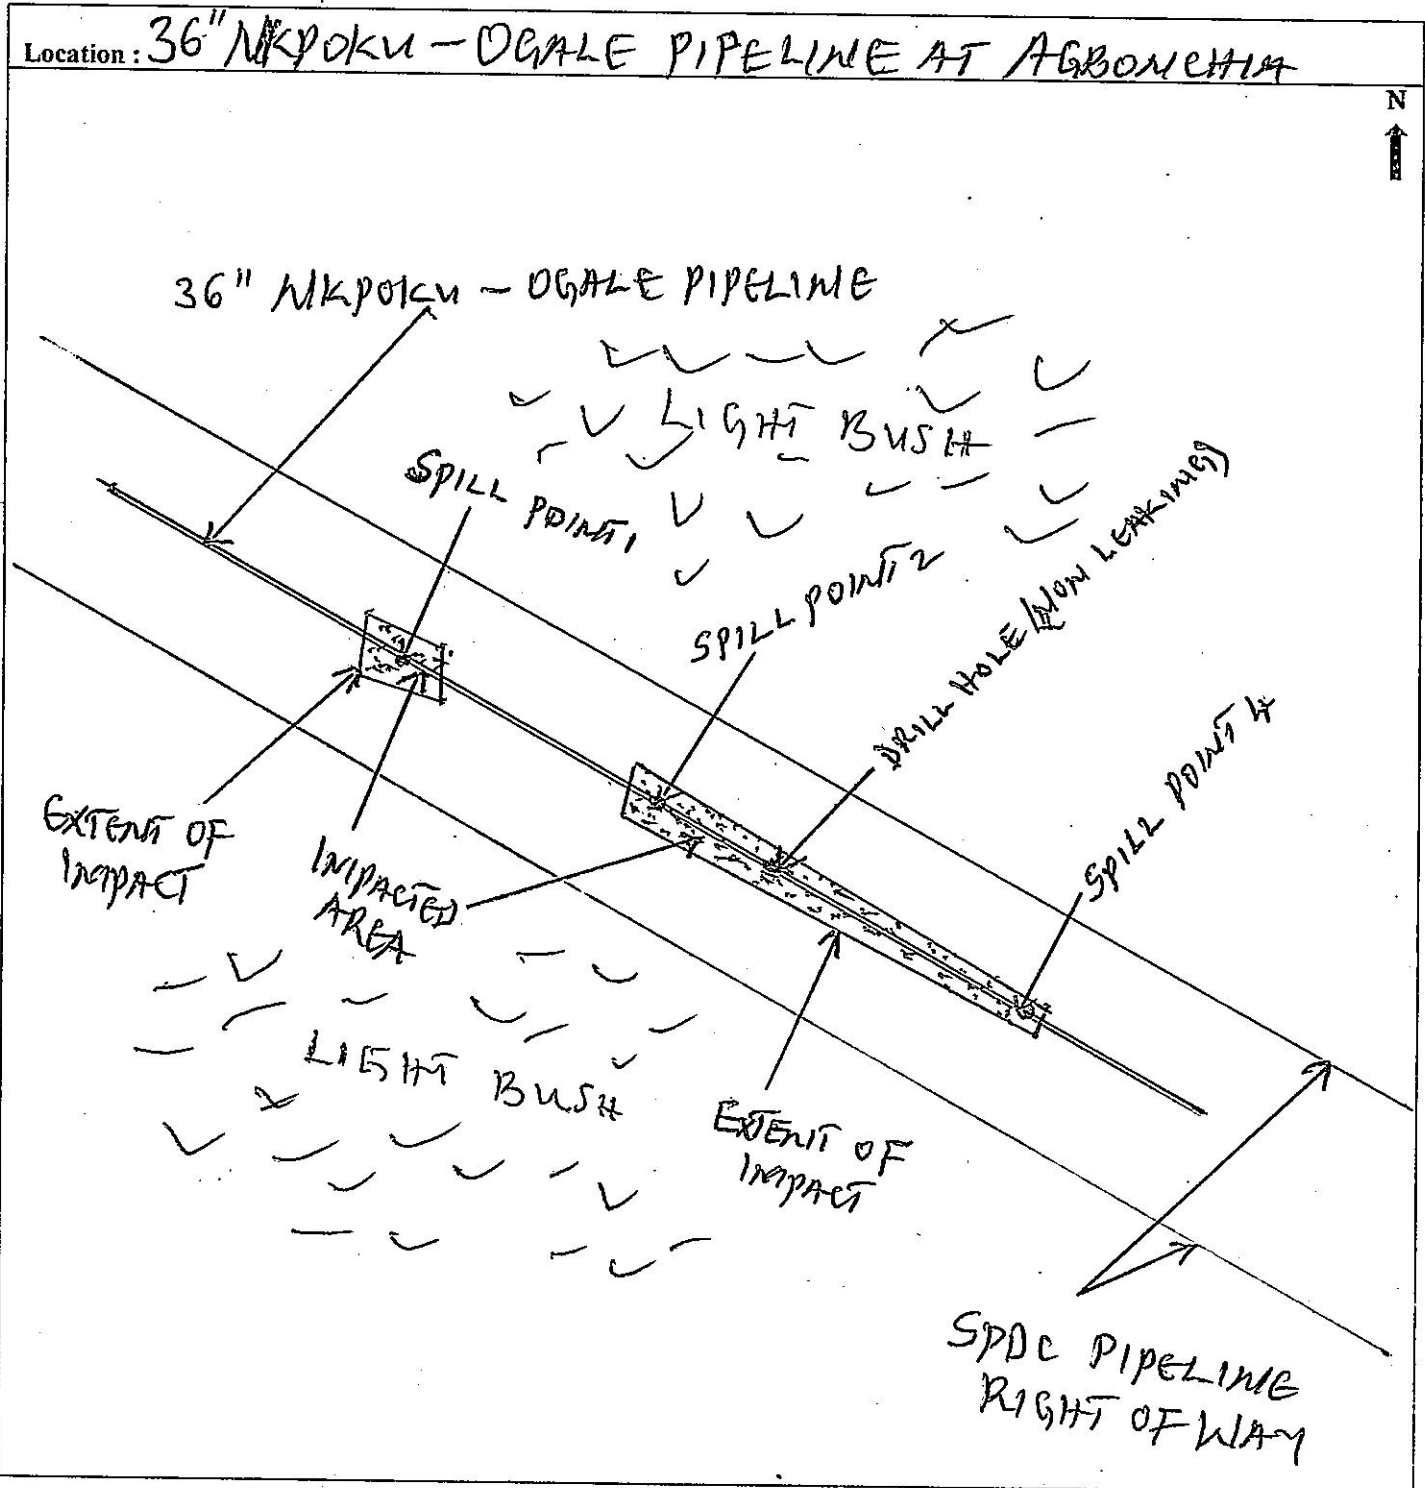 Location : 36" NKPOKU - OGALE PIPELINE AT AGBONCHIA
N
36" NKPOKU - OGALE PIPELINE
LIGHT BUSH
SPILL POINT 1
SPILL POINT 2
DRILL HOLE (NON LEAKING)
SPILL POINT 4
EXTENT OF
IMPACT
IMPACTED
AREA
LIGHT BUSH
EXTENT OF
IMPACT
SPDC PIPELINE
RIGHT OF WAY